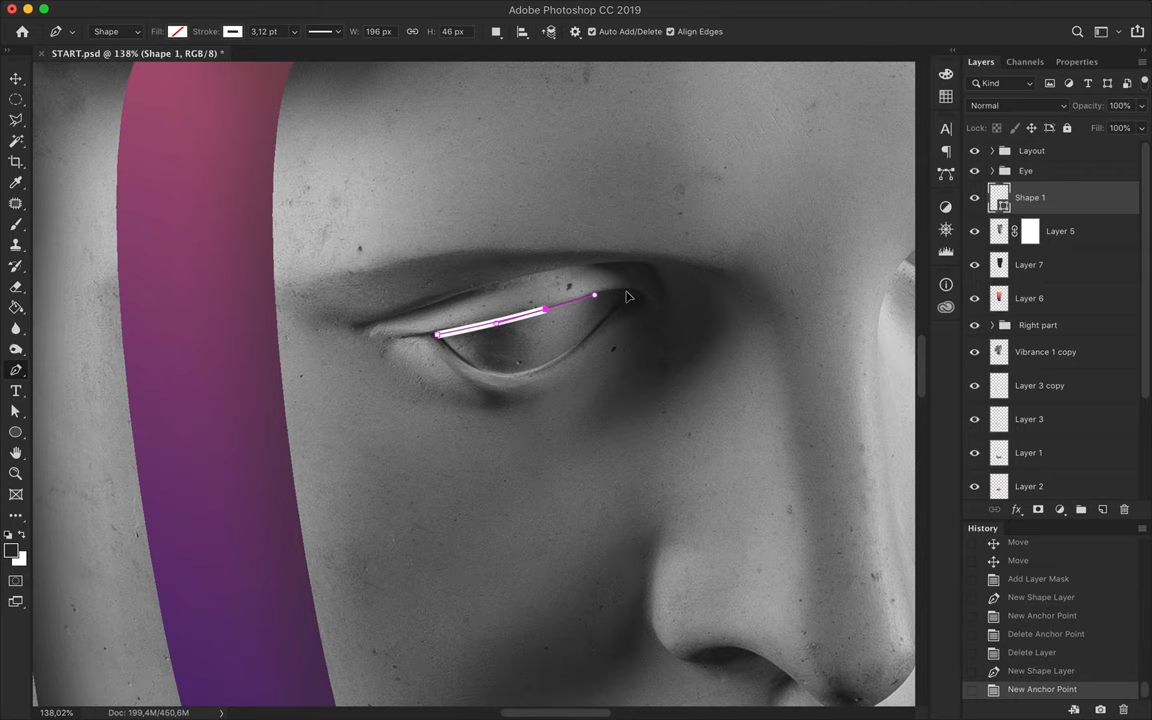 Adobe Photoshop CC 2019
Shape Fill: Stroke: 3,12 pt W: 196 px H: 46 px Auto Add/Delete Align Edges
START.psd @ 138% (Shape 1, RGB/8) *
Layers Channels Properties
Kind
Normal Opacity: 100%
Lock: Fill: 100%
Layout
Eye
Shape 1
Layer 5
Layer 7
Layer 6
Right part
Vibrance 1 copy
Layer 3 copy
Layer 3
Layer 1
Layer 2
History
Move
Move
Add Layer Mask
New Shape Layer
New Anchor Point
Delete Anchor Point
Delete Layer
New Shape Layer
New Anchor Point
138,02% Doc: 199,4M/450,6M